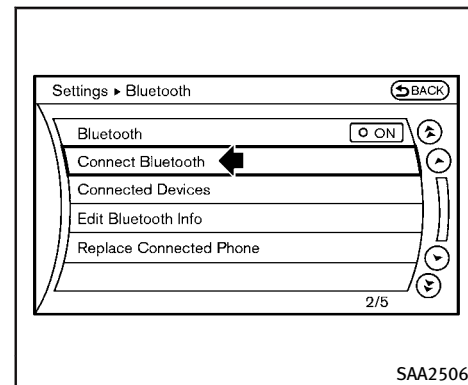 Settings ▸ Bluetooth
BACK
Bluetooth
ON
Connect Bluetooth
Connected Devices
Edit Bluetooth Info
Replace Connected Phone
2/5
SAA2506